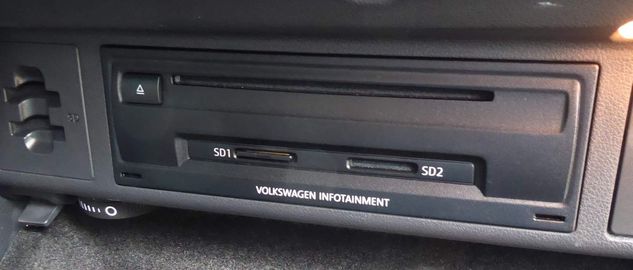 SD1
SD2
VOLKSWAGEN INFOTAINMENT